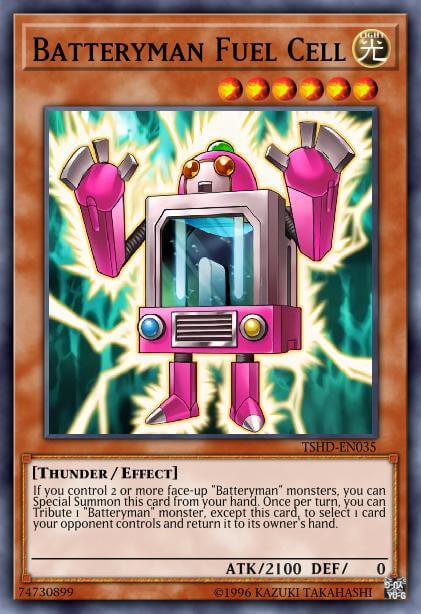 BATTERYMAN FUEL CELL
LIGHT
光
TSHD-EN035
[THUNDER / EFFECT]
If you control 2 or more face-up "Batteryman" monsters, you can
Special Summon this card from your hand. Once per turn, you can
Tribute 1 "Batteryman" monster, except this card, to select 1 card
your opponent controls and return it to its owner's hand.
ATK/2100 DEF/ 0
74730899
©1996 KAZUKI TAKAHASHI